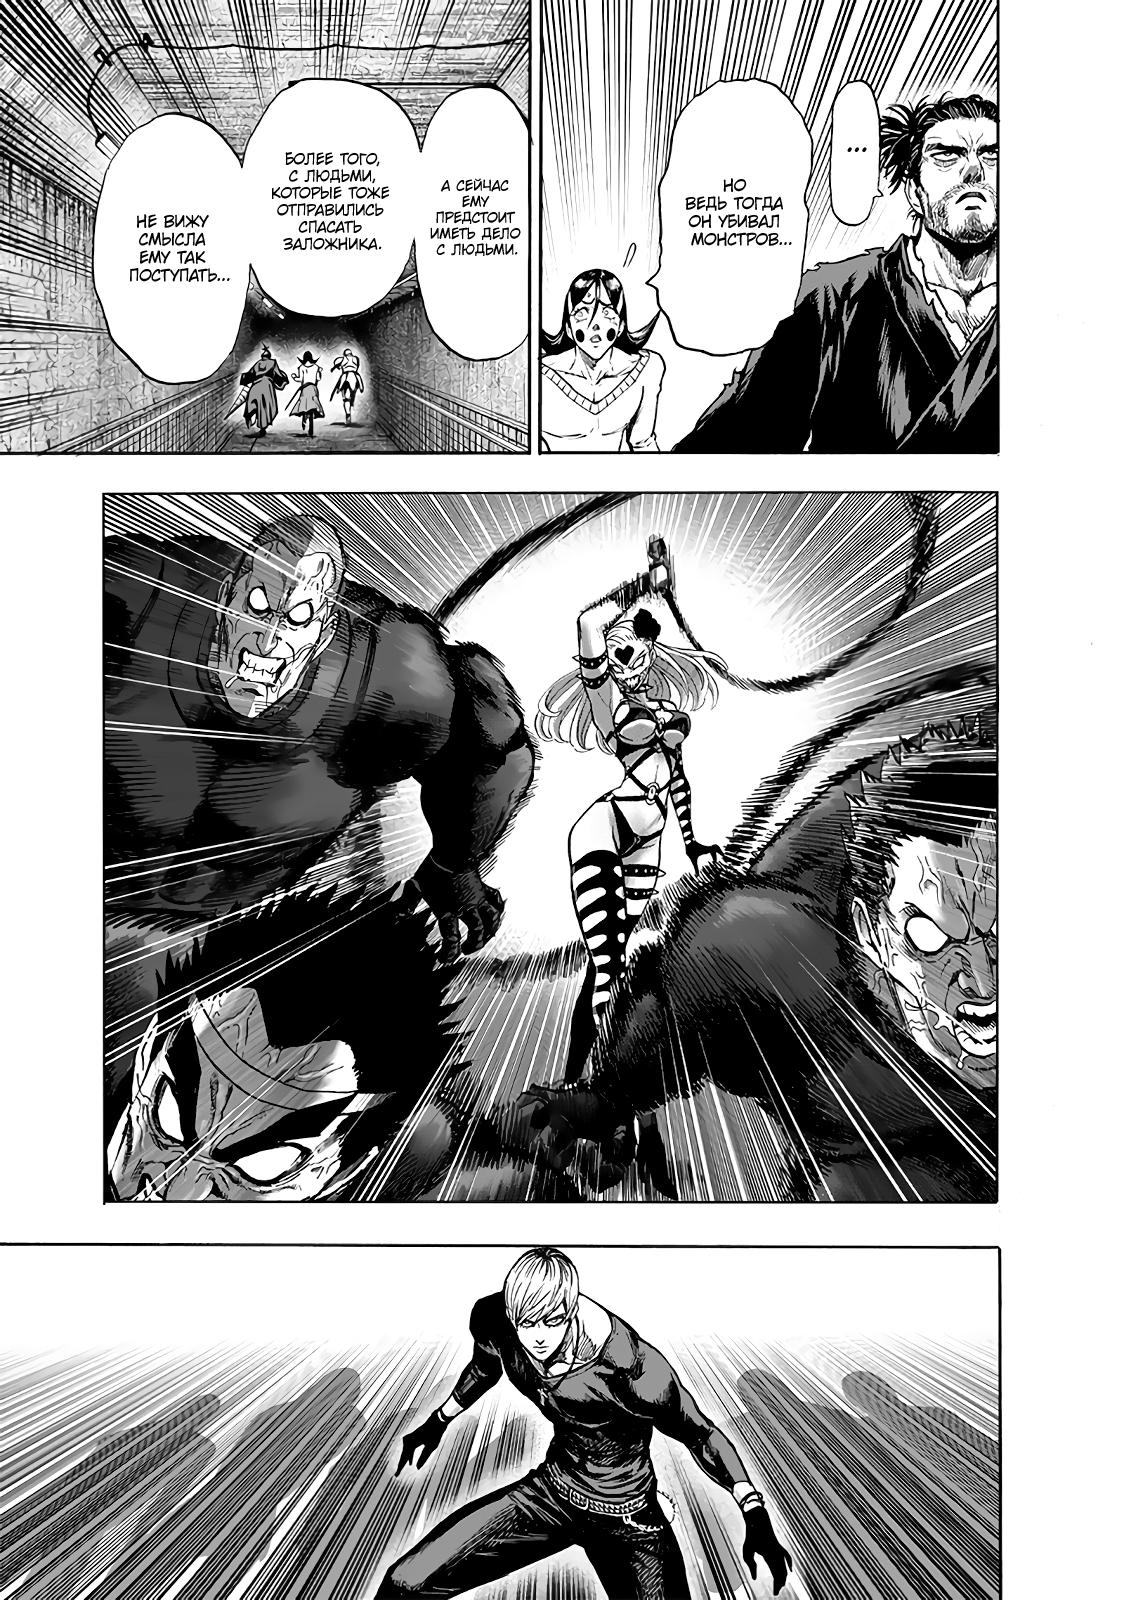 ...
НО
ВЕДЬ ТОГДА
ОН УБИВАЛ
МОНСТРОВ...
А СЕЙЧАС
ЕМУ
ПРЕДСТОИТ
ИМЕТЬ ДЕЛО
С ЛЮДЬМИ.
БОЛЕЕ ТОГО,
С ЛЮДЬМИ,
КОТОРЫЕ ТОЖЕ
ОТПРАВИЛИСЬ
СПАСАТЬ
ЗАЛОЖНИКА.
НЕ ВИЖУ
СМЫСЛА
ЕМУ ТАК
ПОСТУПАТЬ...